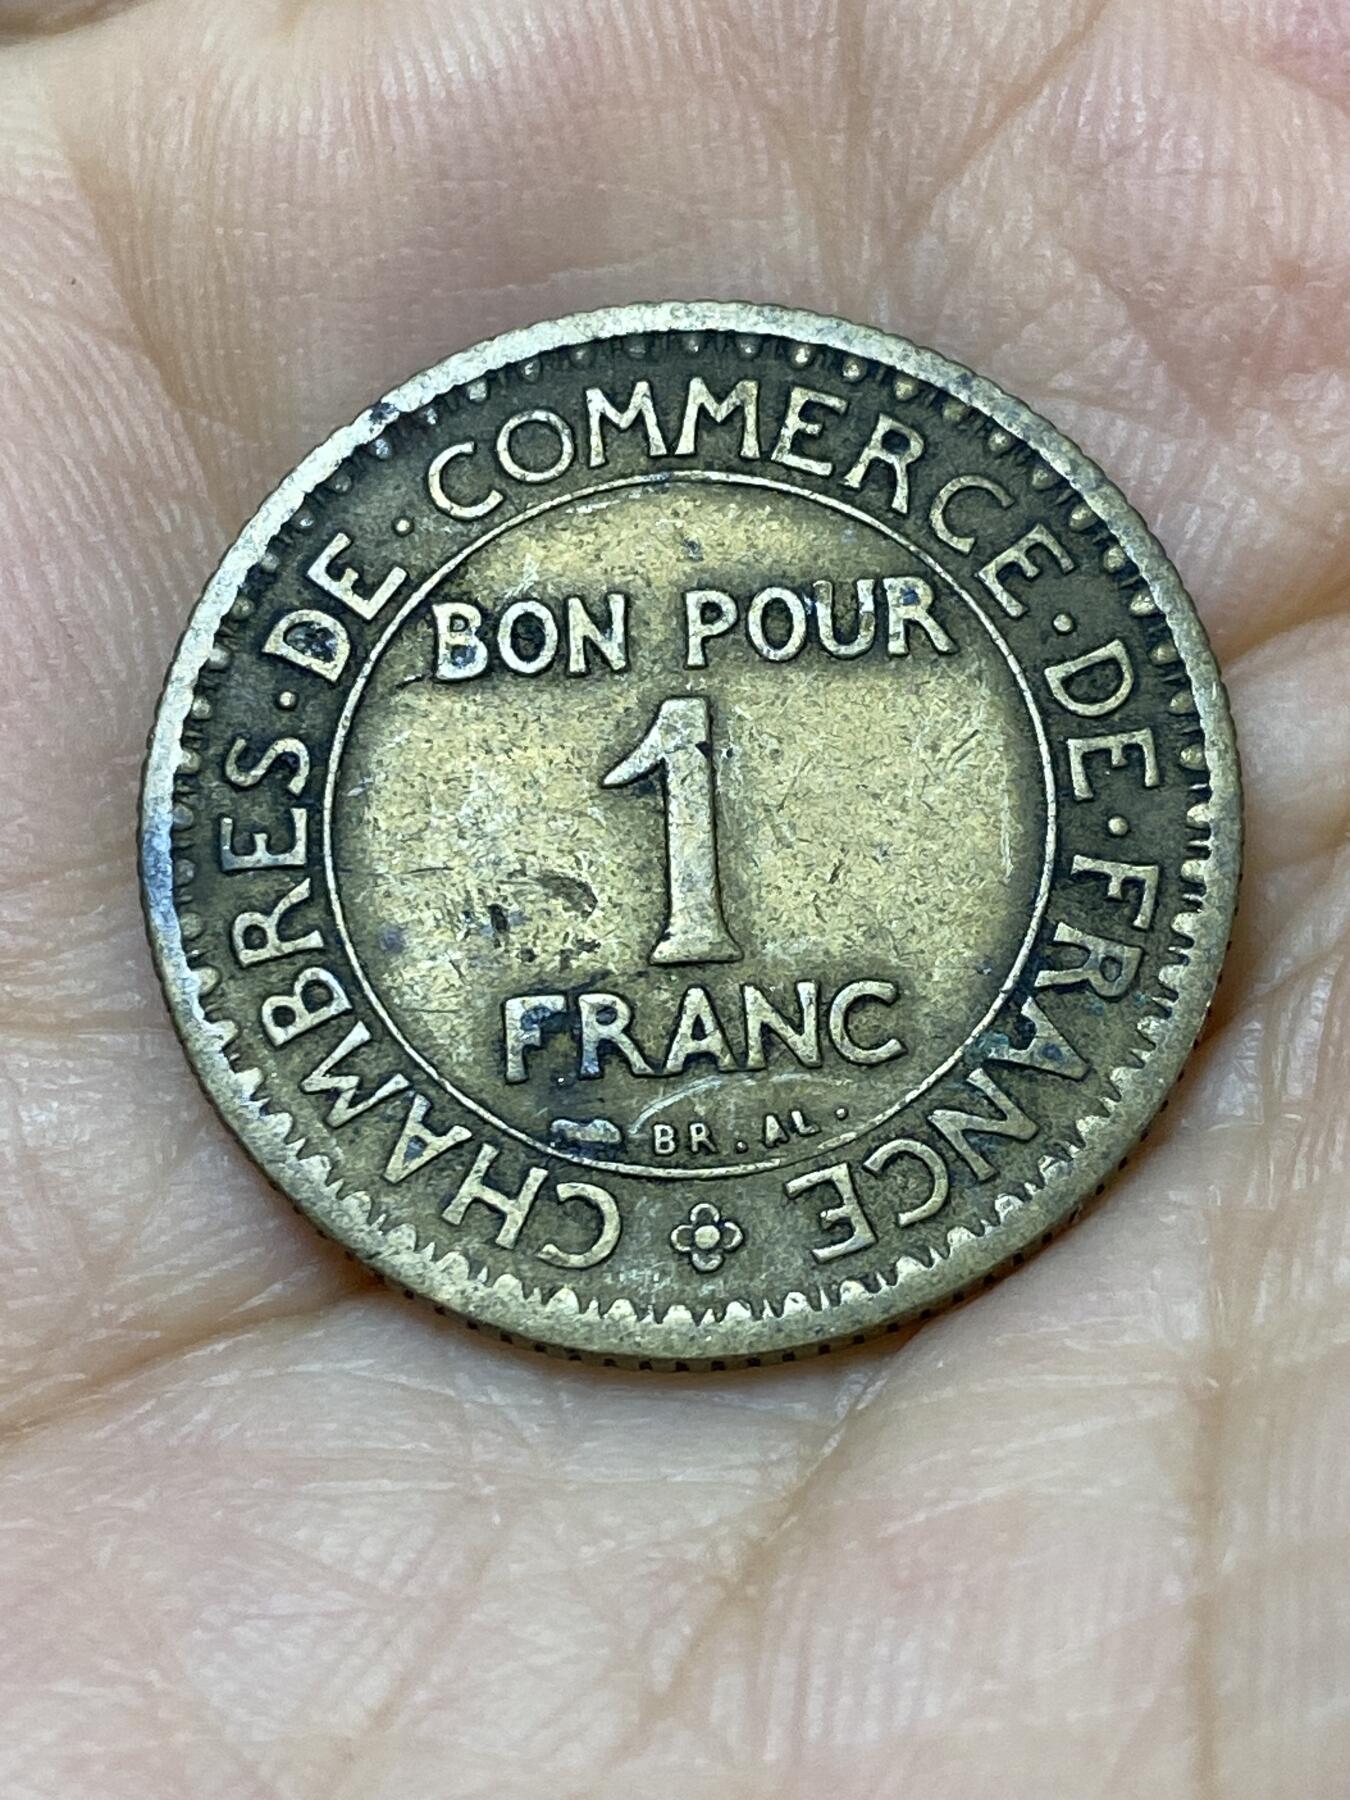 CHAMBRES · DE · COMMERCE · DE · FRANCE
BON POUR
1
FRANC
BR . AL .